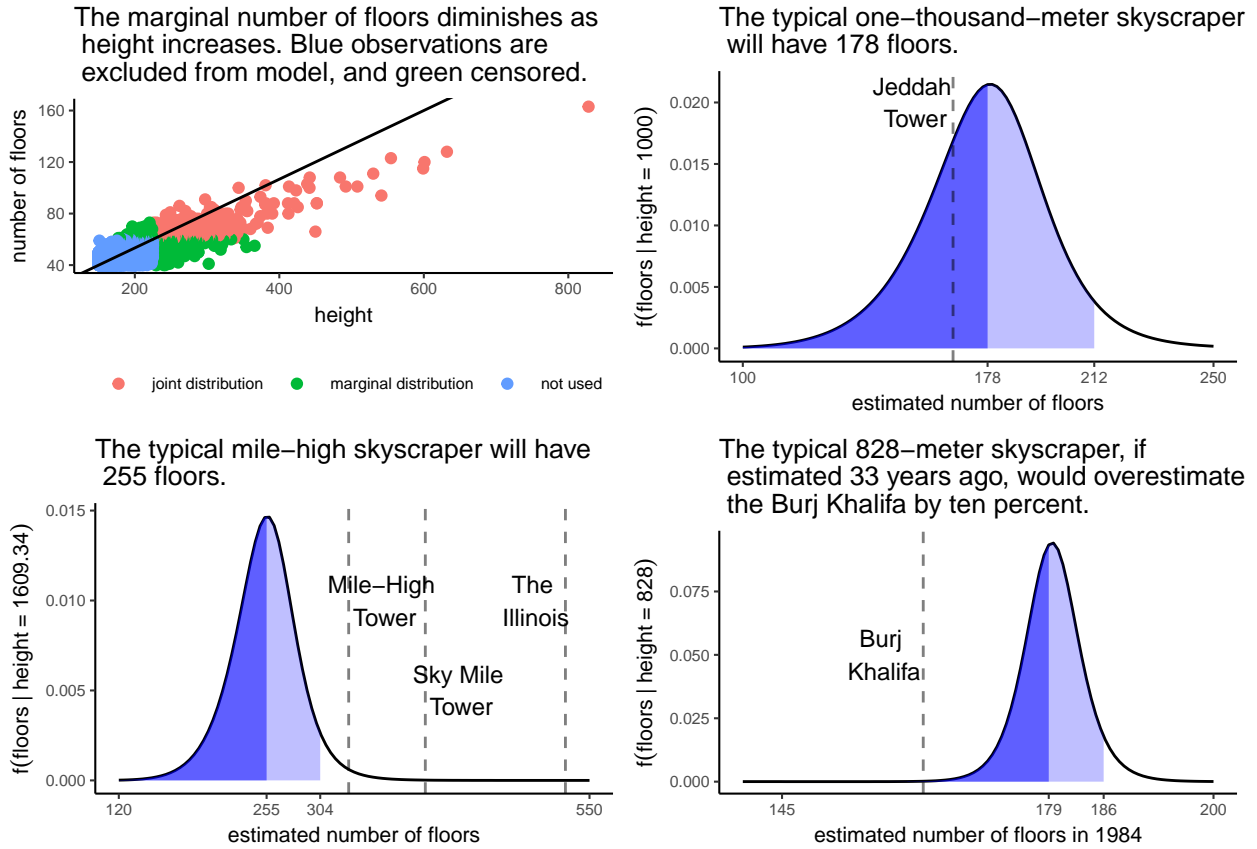 The marginal number of floors diminishes as
height increases. Blue observations are
excluded from model, and green censored.
number of floors
160
120
80
40
200
400
600
800
height
joint distribution
marginal distribution
not used
The typical one−thousand−meter skyscraper
will have 178 floors.
f(floors | height = 1000)
0.020
0.015
0.010
0.005
0.000
Jeddah
Tower
100
178
212
250
estimated number of floors
The typical mile−high skyscraper will have
255 floors.
f(floors | height = 1609.34)
0.015
0.010
0.005
0.000
Mile−High
Tower
The
Illinois
Sky Mile
Tower
120
255
304
550
estimated number of floors
The typical 828−meter skyscraper, if
estimated 33 years ago, would overestimate
the Burj Khalifa by ten percent.
f(floors | height = 828)
0.075
0.050
0.025
0.000
Burj
Khalifa
145
179
186
200
estimated number of floors in 1984